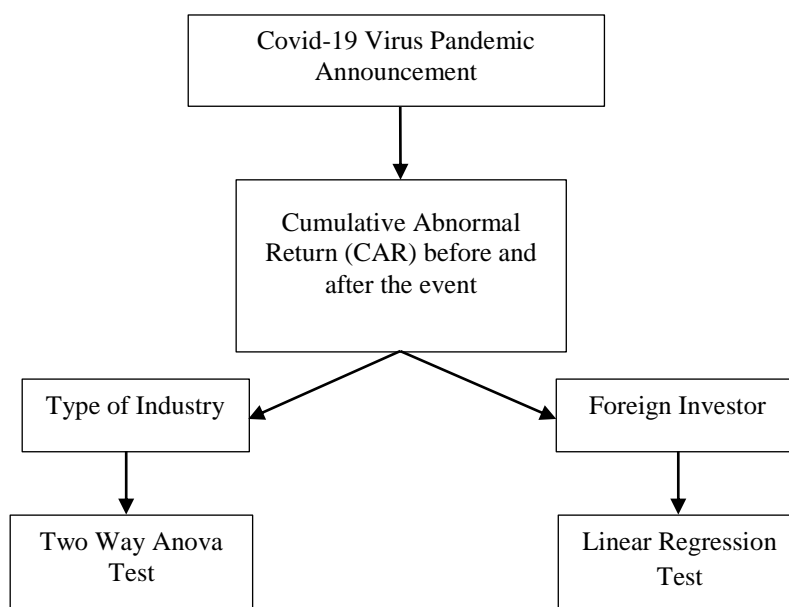 Covid-19 Virus Pandemic
Announcement
Cumulative Abnormal
Return (CAR) before and
after the event
Type of Industry
Foreign Investor
Two Way Anova
Test
Linear Regression
Test